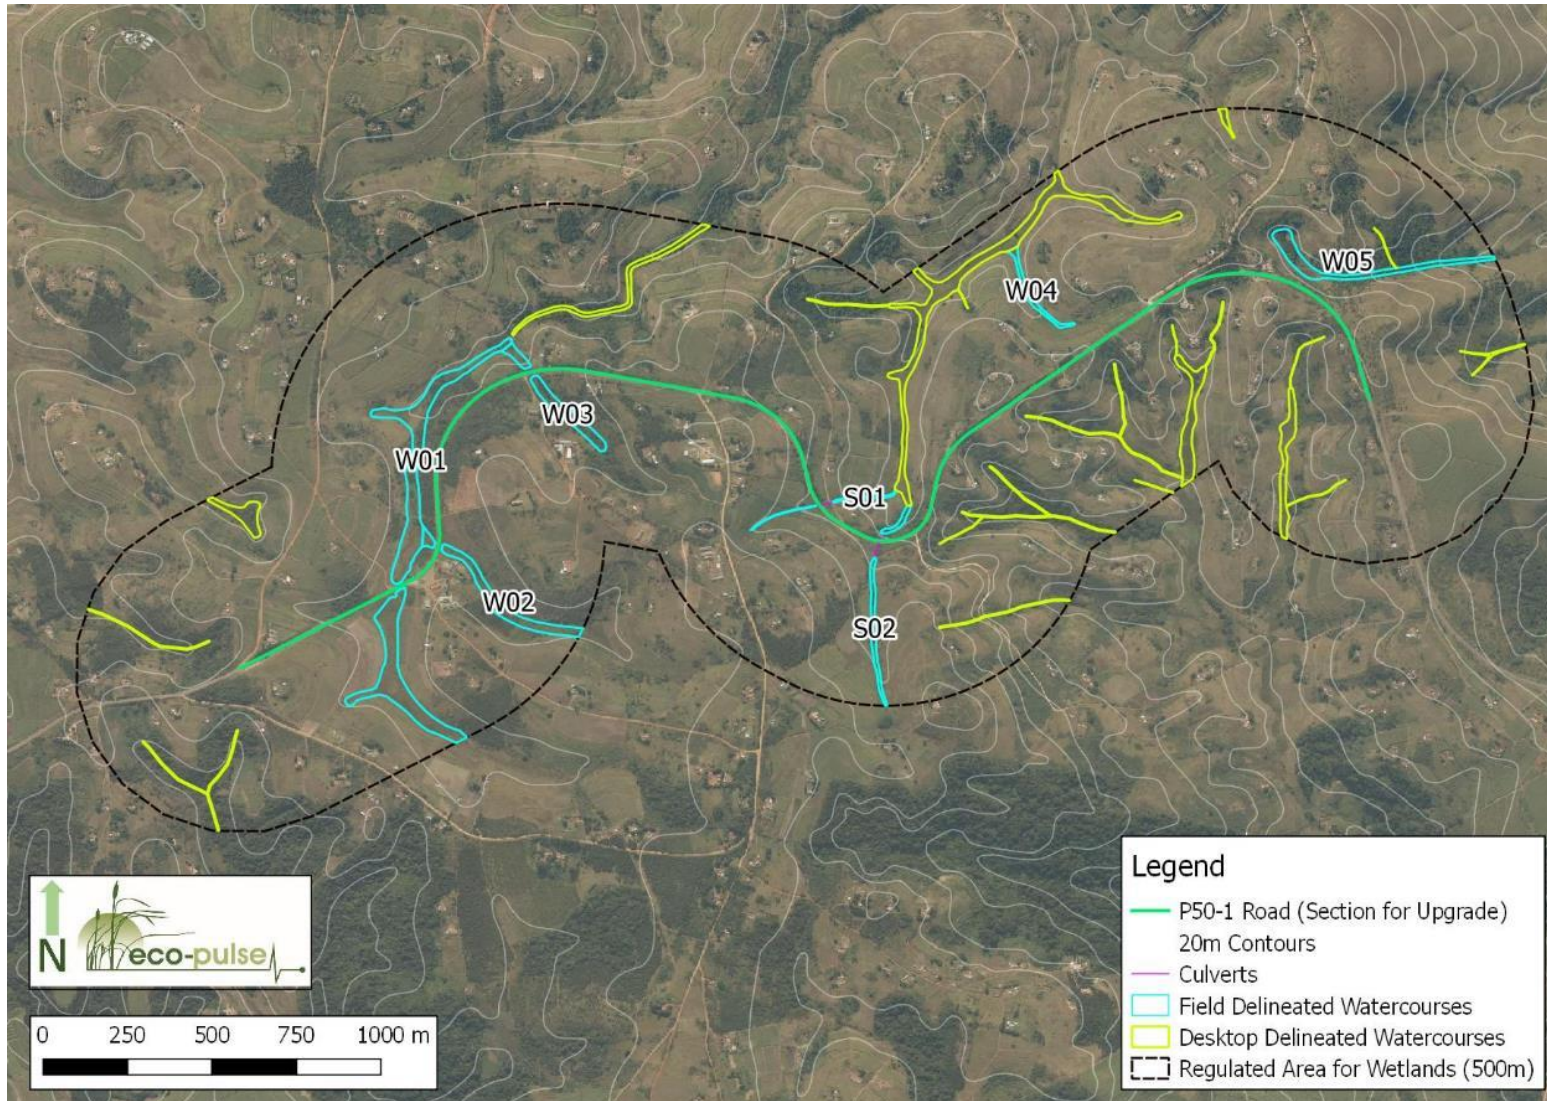 W05
W04
W03
W01
S01
W02
S02
Legend
P50-1 Road (Section for Upgrade)
20m Contours
Culverts
Field Delineated Watercourses
Desktop Delineated Watercourses
Regulated Area for Wetlands (500m)
N
eco-pulse
0 250 500 750 1000 m